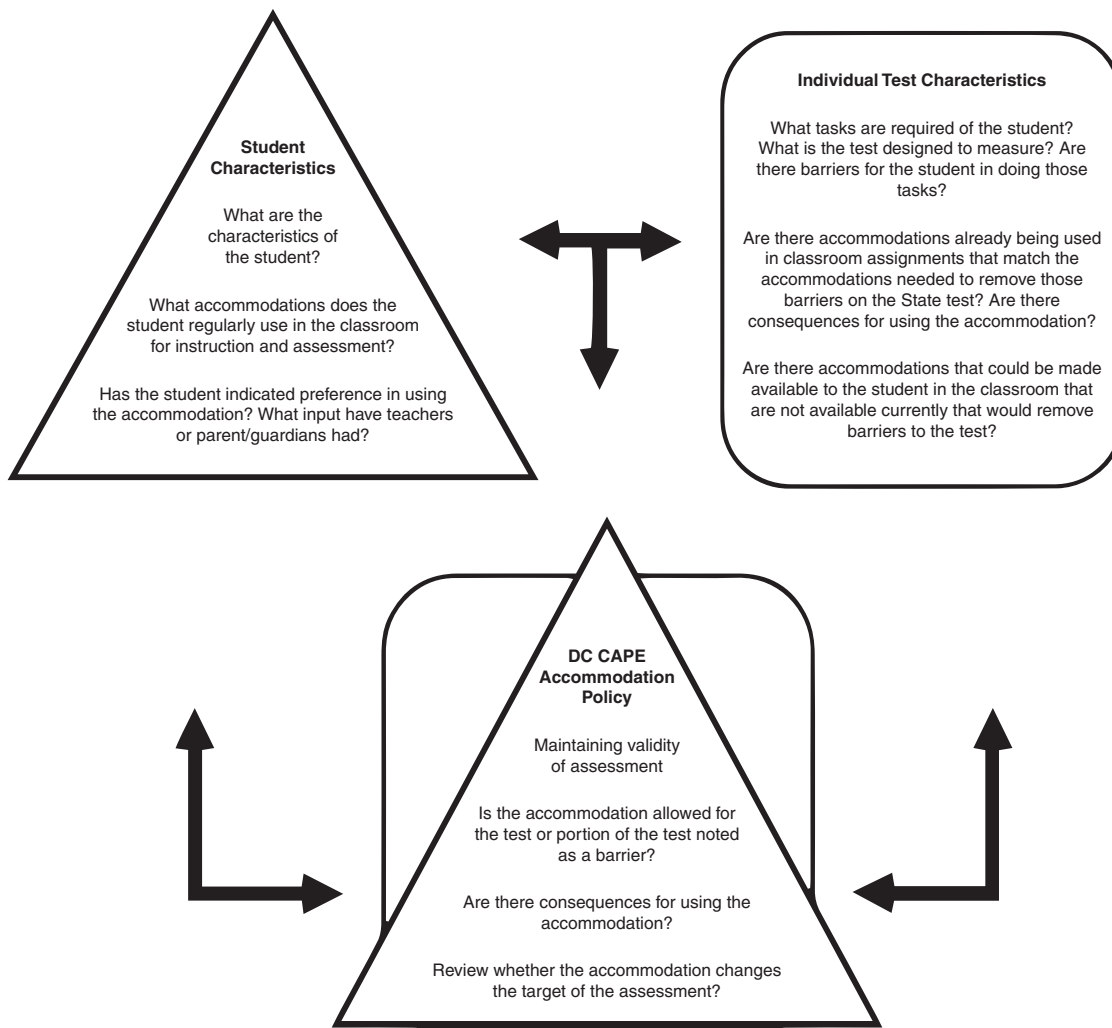 Student
Characteristics
What are the
characteristics of
the student?
What accommodations does the
student regularly use in the classroom
for instruction and assessment?
Has the student indicated preference in using
the accommodation? What input have teachers
or parent/guardians had?
Individual Test Characteristics
What tasks are required of the student?
What is the test designed to measure? Are
there barriers for the student in doing those
tasks?
Are there accommodations already being used
in classroom assignments that match the
accommodations needed to remove those
barriers on the State test? Are there
consequences for using the accommodation?
Are there accommodations that could be made
available to the student in the classroom that
are not available currently that would remove
barriers to the test?
DC CAPE
Accommodation
Policy
Maintaining validity
of assessment
Is the accommodation allowed for
the test or portion of the test noted
as a barrier?
Are there consequences for using the
accommodation?
Review whether the accommodation changes
the target of the assessment?